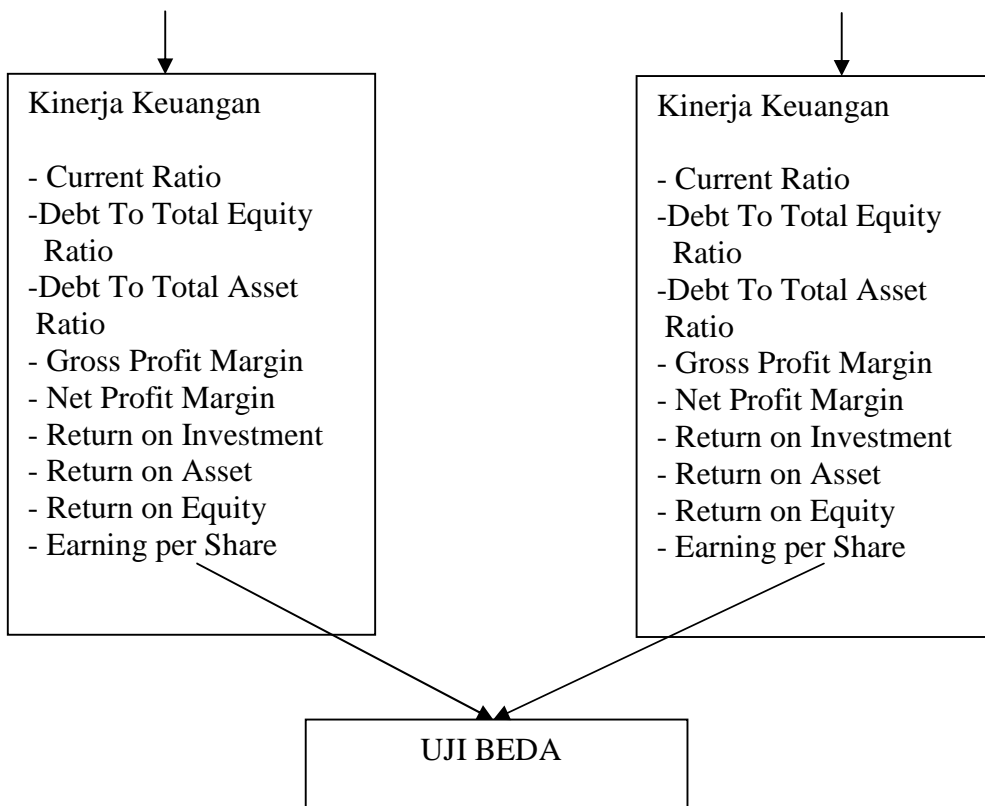 Kinerja Keuangan
- Current Ratio
-Debt To Total Equity
Ratio
-Debt To Total Asset
Ratio
- Gross Profit Margin
- Net Profit Margin
- Return on Investment
- Return on Asset
- Return on Equity
- Earning per Share
Kinerja Keuangan
- Current Ratio
-Debt To Total Equity
Ratio
-Debt To Total Asset
Ratio
- Gross Profit Margin
- Net Profit Margin
- Return on Investment
- Return on Asset
- Return on Equity
- Earning per Share
UJI BEDA